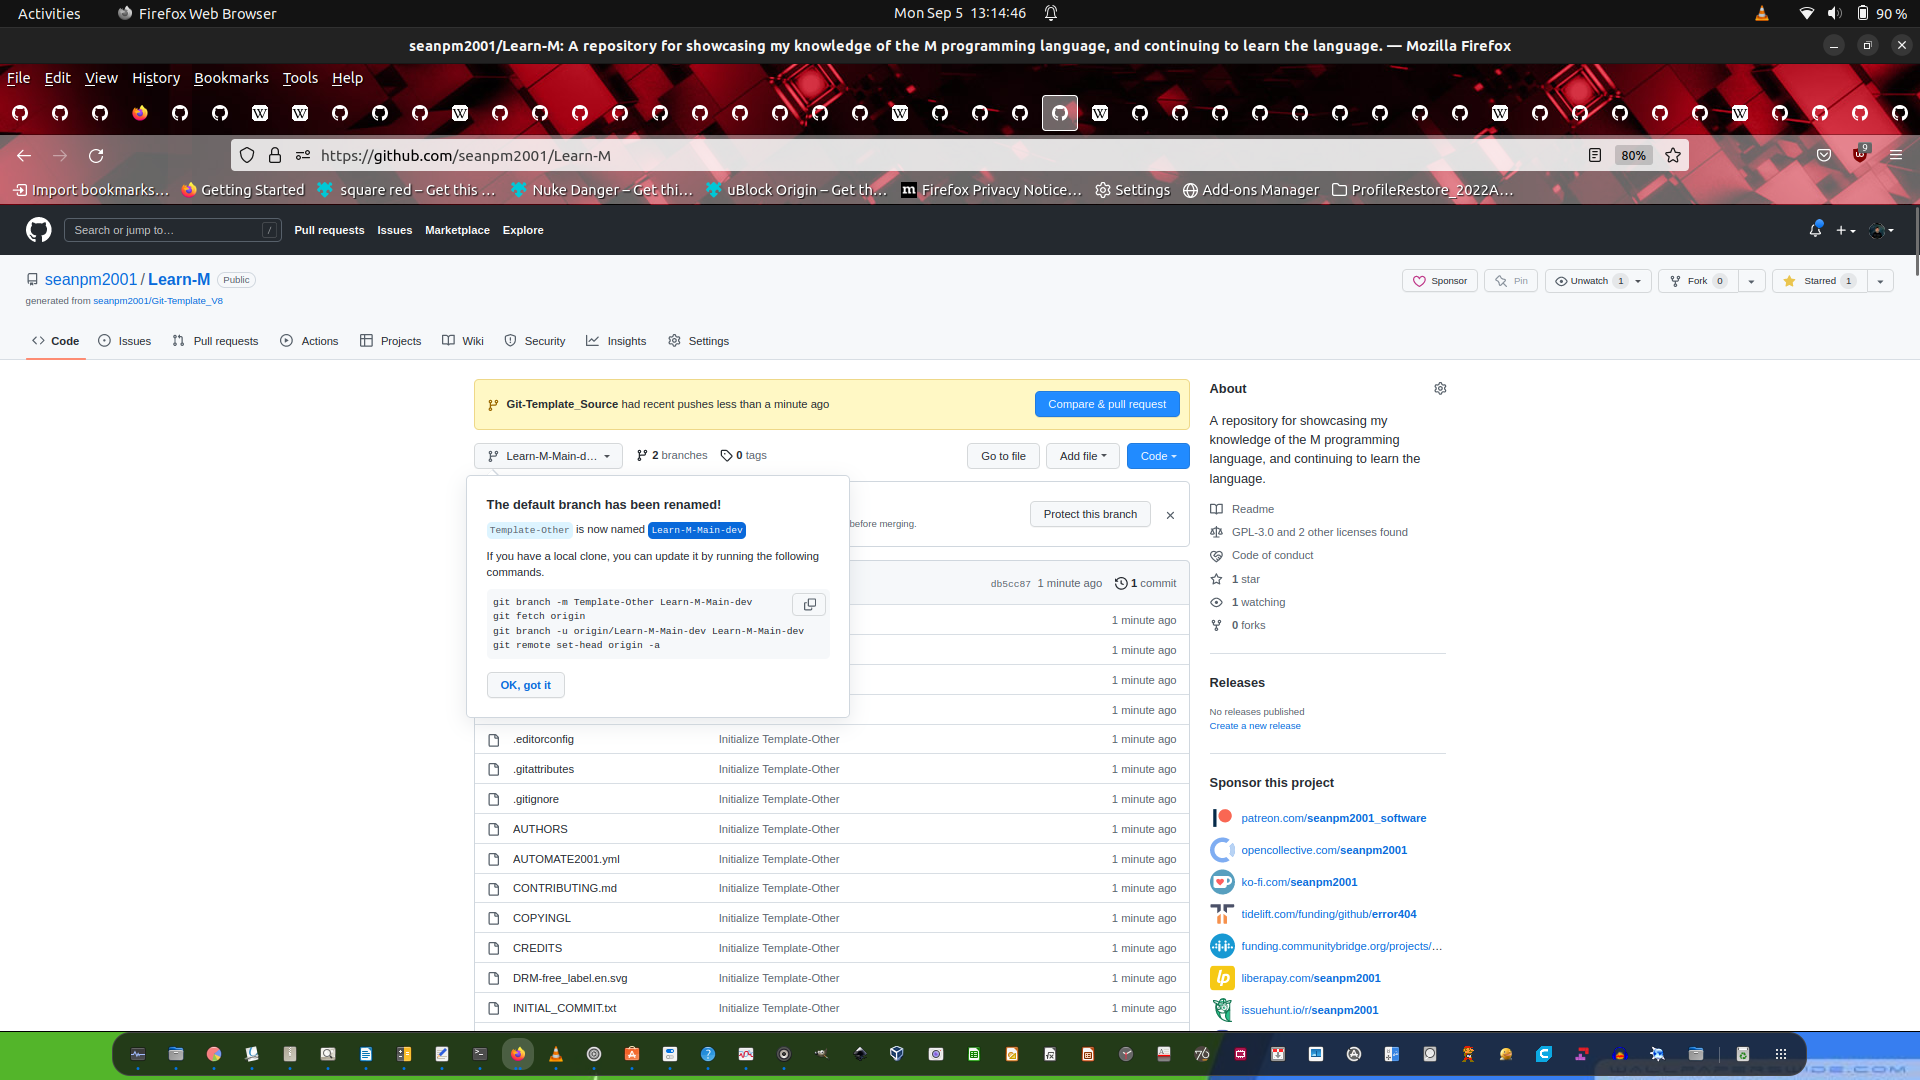 Activities
Firefox Web Browser
Mon Sep 5 13:14:46
90 %
seanpm2001/Learn-M: A repository for showcasing my knowledge of the M programming language, and continuing to learn the language. — Mozilla Firefox
File Edit View History Bookmarks Tools Help
https://github.com/seanpm2001/Learn-M
80%
9
Import bookmarks…
Getting Started
square red – Get this …
Nuke Danger – Get thi…
uBlock Origin – Get th…
Firefox Privacy Notice…
Settings
Add-ons Manager
ProfileRestore_2022A…
Search or jump to…
/
Pull requests
Issues
Marketplace
Explore
seanpm2001 / Learn-M
Public
generated from seanpm2001/Git-Template_V8
Sponsor
Pin
Unwatch 1
Fork 0
Starred 1
Code
Issues
Pull requests
Actions
Projects
Wiki
Security
Insights
Settings
Git-Template_Source had recent pushes less than a minute ago
Compare & pull request
Learn-M-Main-d…
2 branches
0 tags
Go to file
Add file
Code
The default branch has been renamed!
Template-Other is now named Learn-M-Main-dev
If you have a local clone, you can update it by running the following
commands.
git branch -m Template-Other Learn-M-Main-dev
git fetch origin
git branch -u origin/Learn-M-Main-dev Learn-M-Main-dev
git remote set-head origin -a
OK, got it
before merging.
Protect this branch
db5cc87 1 minute ago
1 commit
1 minute ago
1 minute ago
1 minute ago
1 minute ago
.editorconfig Initialize Template-Other 1 minute ago
.gitattributes Initialize Template-Other 1 minute ago
.gitignore Initialize Template-Other 1 minute ago
AUTHORS Initialize Template-Other 1 minute ago
AUTOMATE2001.yml Initialize Template-Other 1 minute ago
CONTRIBUTING.md Initialize Template-Other 1 minute ago
COPYINGL Initialize Template-Other 1 minute ago
CREDITS Initialize Template-Other 1 minute ago
DRM-free_label.en.svg Initialize Template-Other 1 minute ago
INITIAL_COMMIT.txt Initialize Template-Other 1 minute ago
About
A repository for showcasing my
knowledge of the M programming
language, and continuing to learn the
language.
Readme
GPL-3.0 and 2 other licenses found
Code of conduct
1 star
1 watching
0 forks
Releases
No releases published
Create a new release
Sponsor this project
patreon.com/seanpm2001_software
opencollective.com/seanpm2001
ko-fi.com/seanpm2001
tidelift.com/funding/github/error404
funding.communitybridge.org/projects/…
liberapay.com/seanpm2001
issuehunt.io/r/seanpm2001